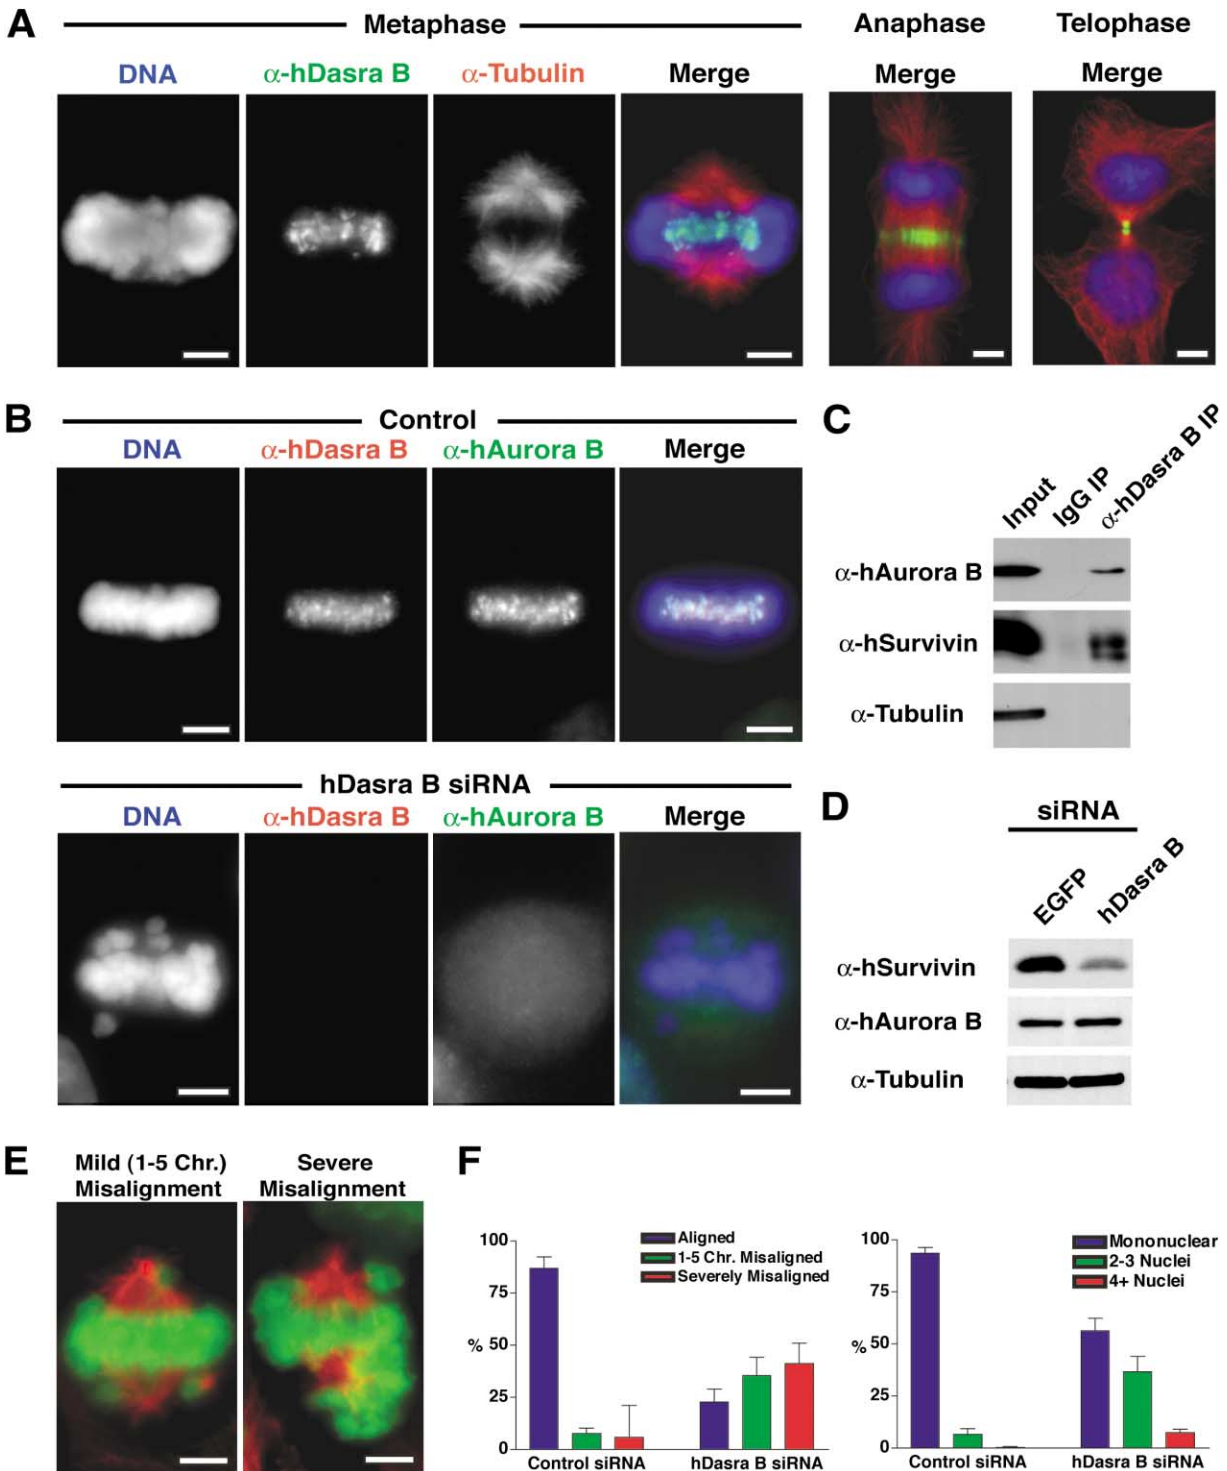 A
Metaphase
Anaphase
Telophase
DNA
α-hDasra B
α-Tubulin
Merge
Merge
Merge
B
Control
DNA
α-hDasra B
α-hAurora B
Merge
hDasra B siRNA
DNA
α-hDasra B
α-hAurora B
Merge
C
Input
IgG IP
α-hDasra B IP
α-hAurora B
α-hSurvivin
α-Tubulin
D
siRNA
EGFP
hDasra B
α-hSurvivin
α-hAurora B
α-Tubulin
E
Mild (1-5 Chr.)
Misalignment
Severe
Misalignment
F
100
75
50
25
0
%
Aligned
1-5 Chr. Misaligned
Severely Misaligned
Control siRNA
hDasra B siRNA
100
75
50
25
0
%
Mononuclear
2-3 Nuclei
4+ Nuclei
Control siRNA
hDasra B siRNA